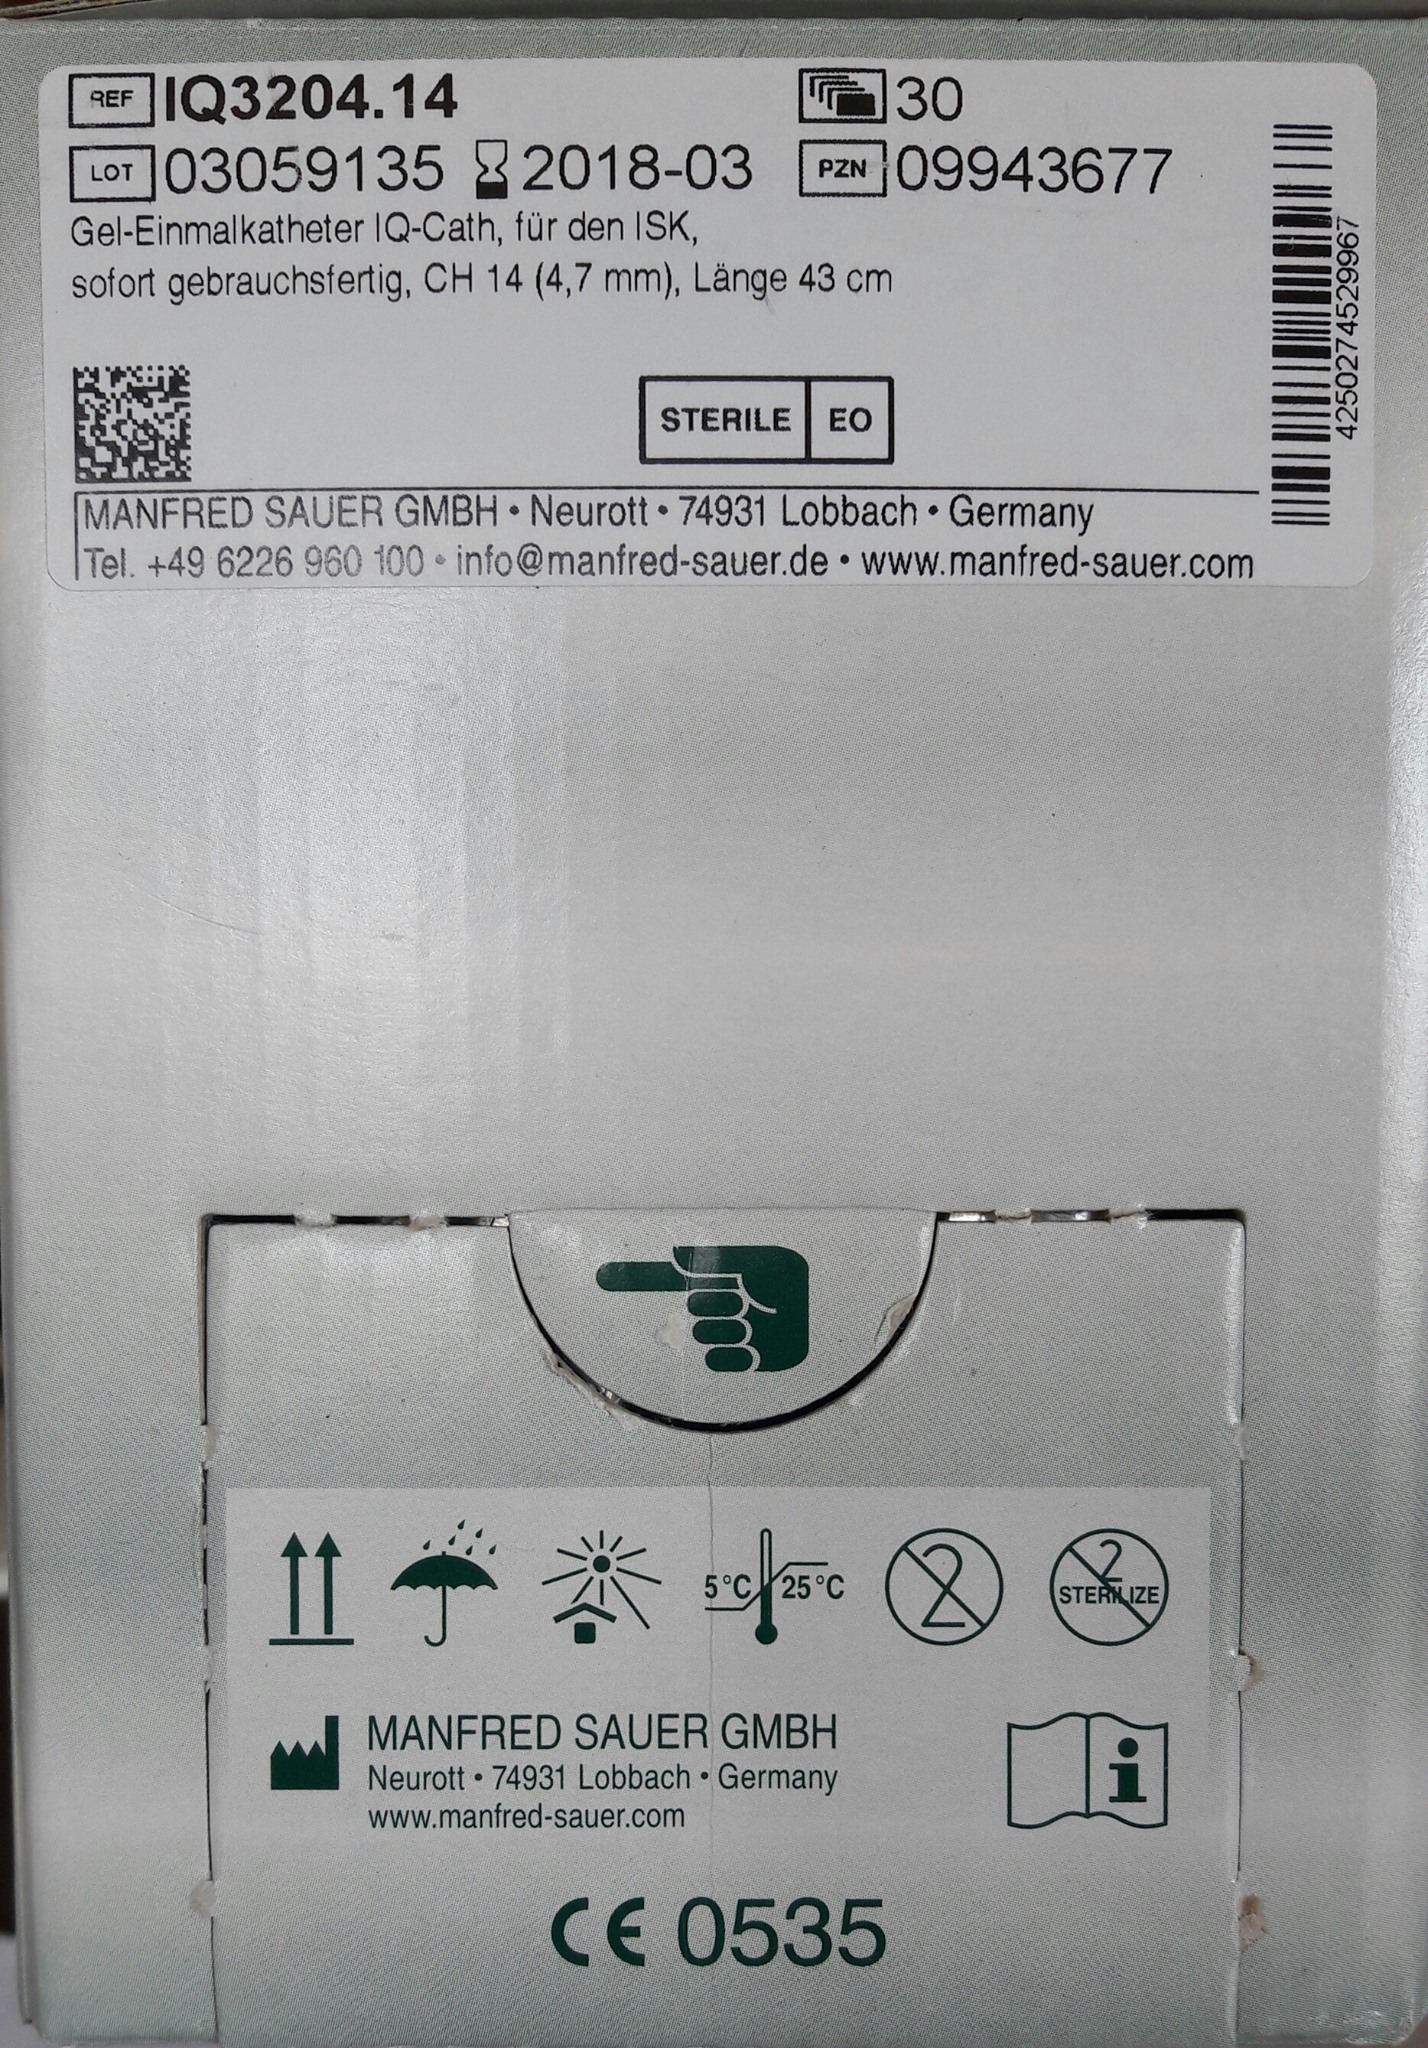 REF IQ3204.14 30
LOT 03059135 2018-03 PZN 09943677
Gel-Einmalkatheter IQ-Cath, für den ISK,
sofort gebrauchsfertig, CH 14 (4,7 mm), Länge 43 cm
4250274529967
STERILE EO
MANFRED SAUER GMBH • Neurott • 74931 Lobbach • Germany
Tel. +49 6226 960 100 • info@manfred-sauer.de • www.manfred-sauer.com
5°C 25°C 2 2
STERILIZE
MANFRED SAUER GMBH
Neurott • 74931 Lobbach • Germany
www.manfred-sauer.com
i
CE 0535